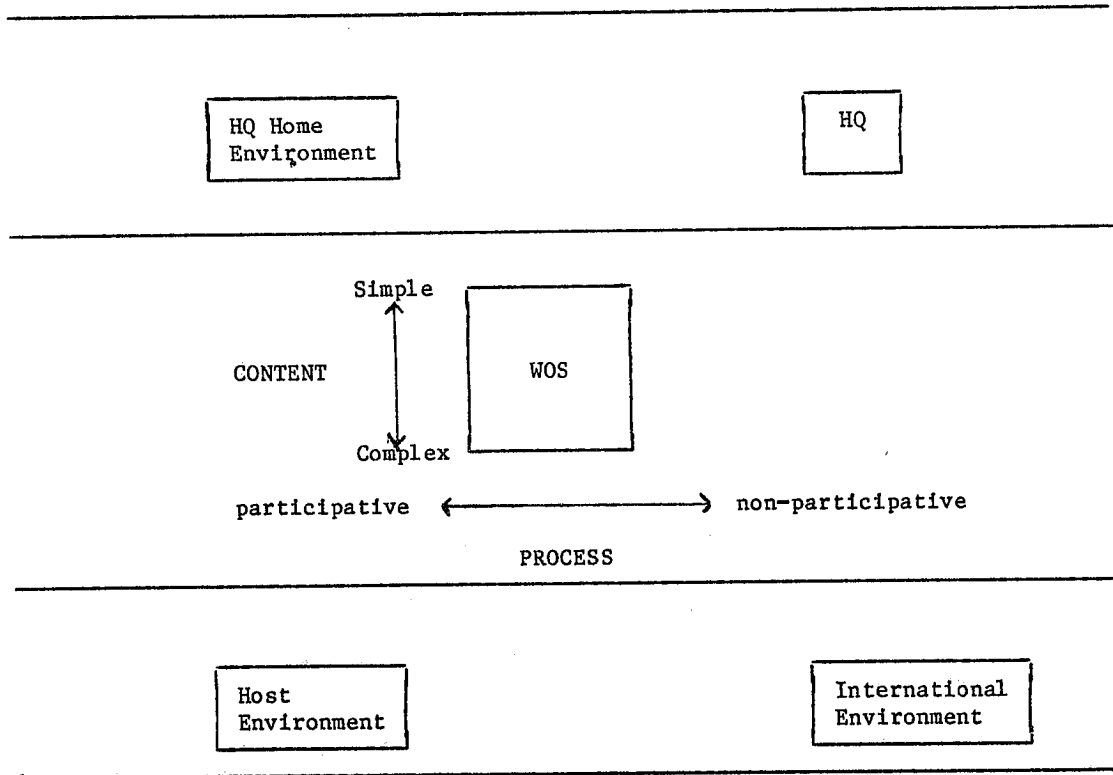 HQ Home
Environment
HQ
Simple
CONTENT
WOS
Complex
participative
non-participative
PROCESS
Host
Environment
International
Environment